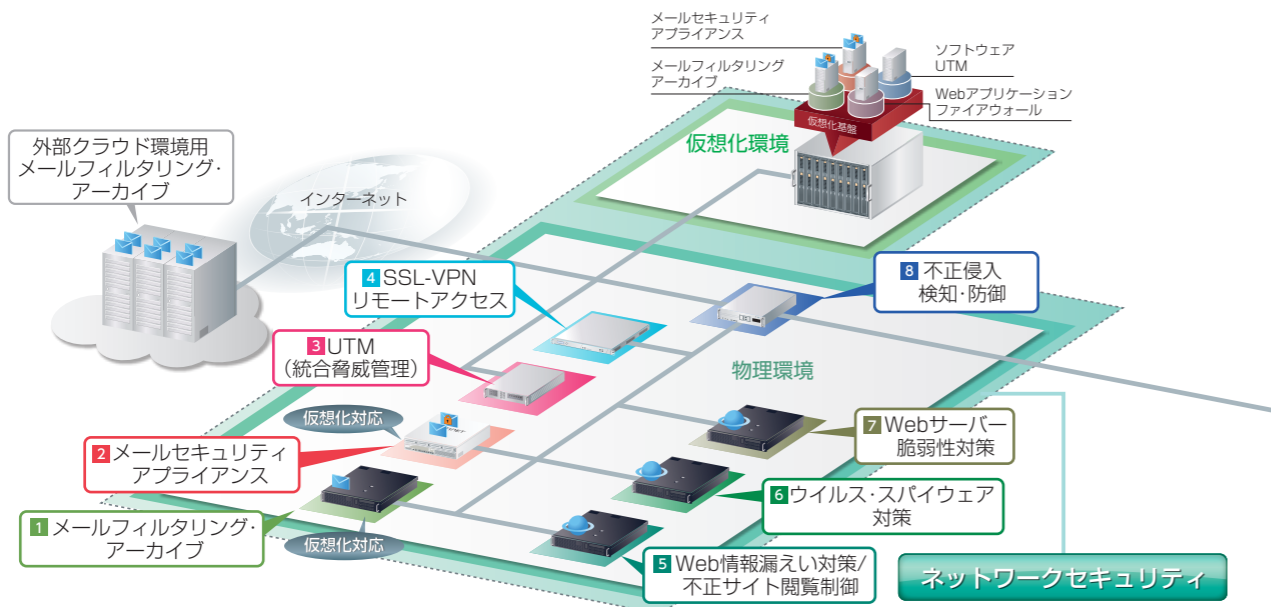 メールセキュリティ
アプライアンス
メールフィルタリング
アーカイブ
ソフトウェア
UTM
Webアプリケーション
ファイアウォール
仮想化基盤
仮想化環境
外部クラウド環境用
メールフィルタリング・
アーカイブ
インターネット
4 SSL-VPN
リモートアクセス
8 不正侵入
検知・防御
3 UTM
（統合脅威管理）
物理環境
仮想化対応
7 Webサーバー
脆弱性対策
2 メールセキュリティ
アプライアンス
6 ウイルス・スパイウェア
対策
1 メールフィルタリング・
アーカイブ
仮想化対応
5 Web情報漏えい対策/
不正サイト閲覧制御
ネットワークセキュリティ